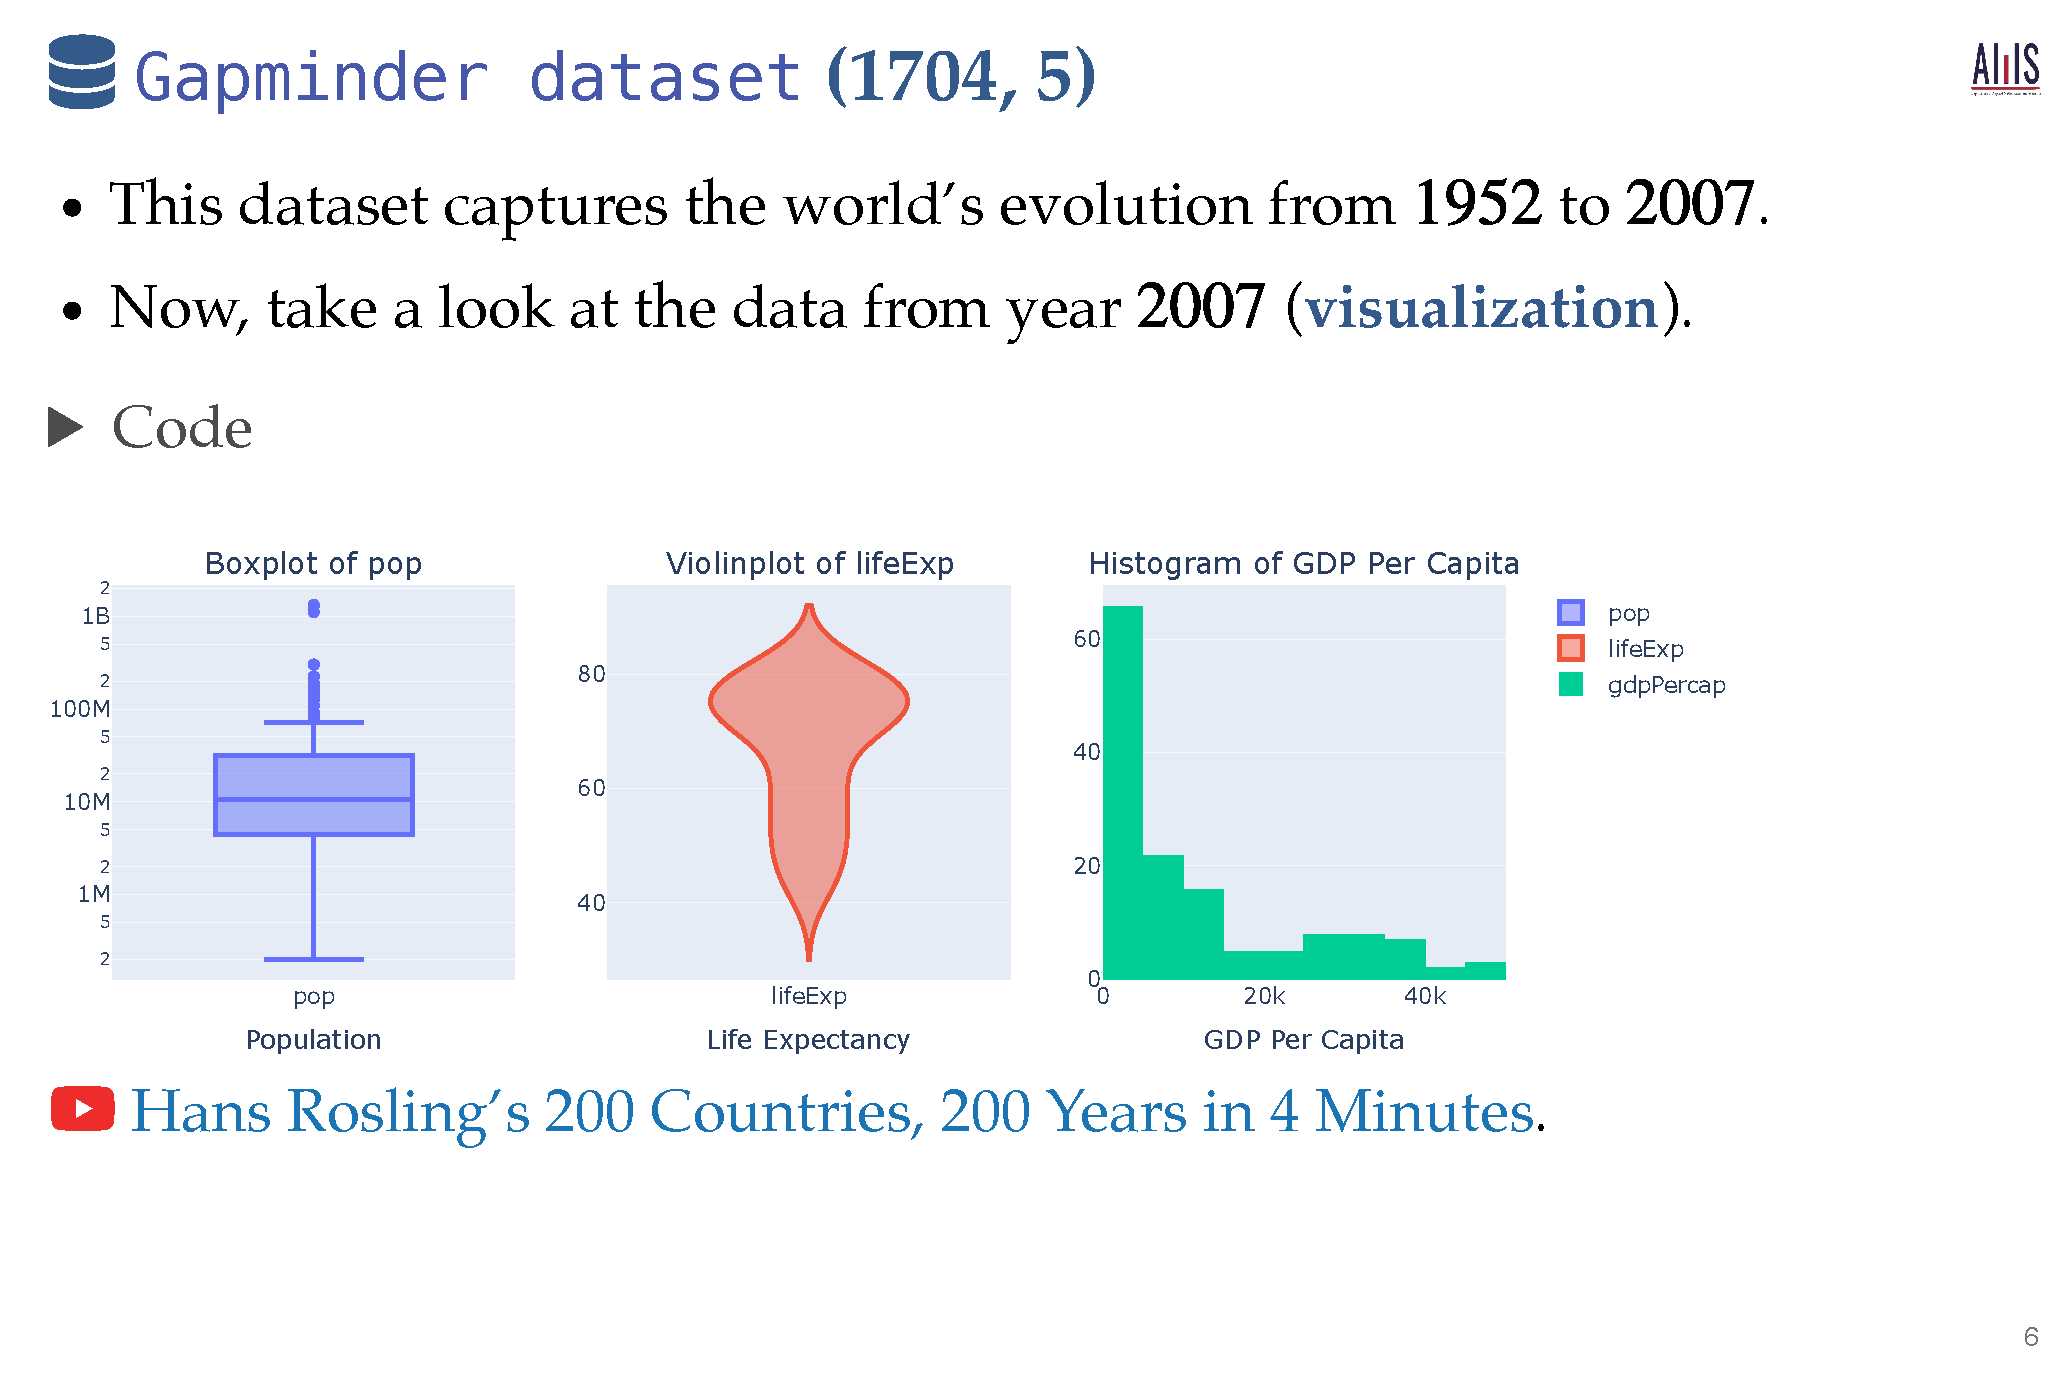 Gapminder dataset (1704, 5)
AMS
• This dataset captures the world's evolution from 1952 to 2007.
• Now, take a look at the data from year 2007 (visualization).
▶ Code
Boxplot of pop
2
1B
5
2
100M
5
2
10M
5
2
1M
5
2
pop
Population
Violinplot of lifeExp
80
60
40
lifeExp
Life Expectancy
Histogram of GDP Per Capita
60
40
20
0
0 20k 40k
GDP Per Capita
pop
lifeExp
gdpPercap
Hans Rosling's 200 Countries, 200 Years in 4 Minutes.
6